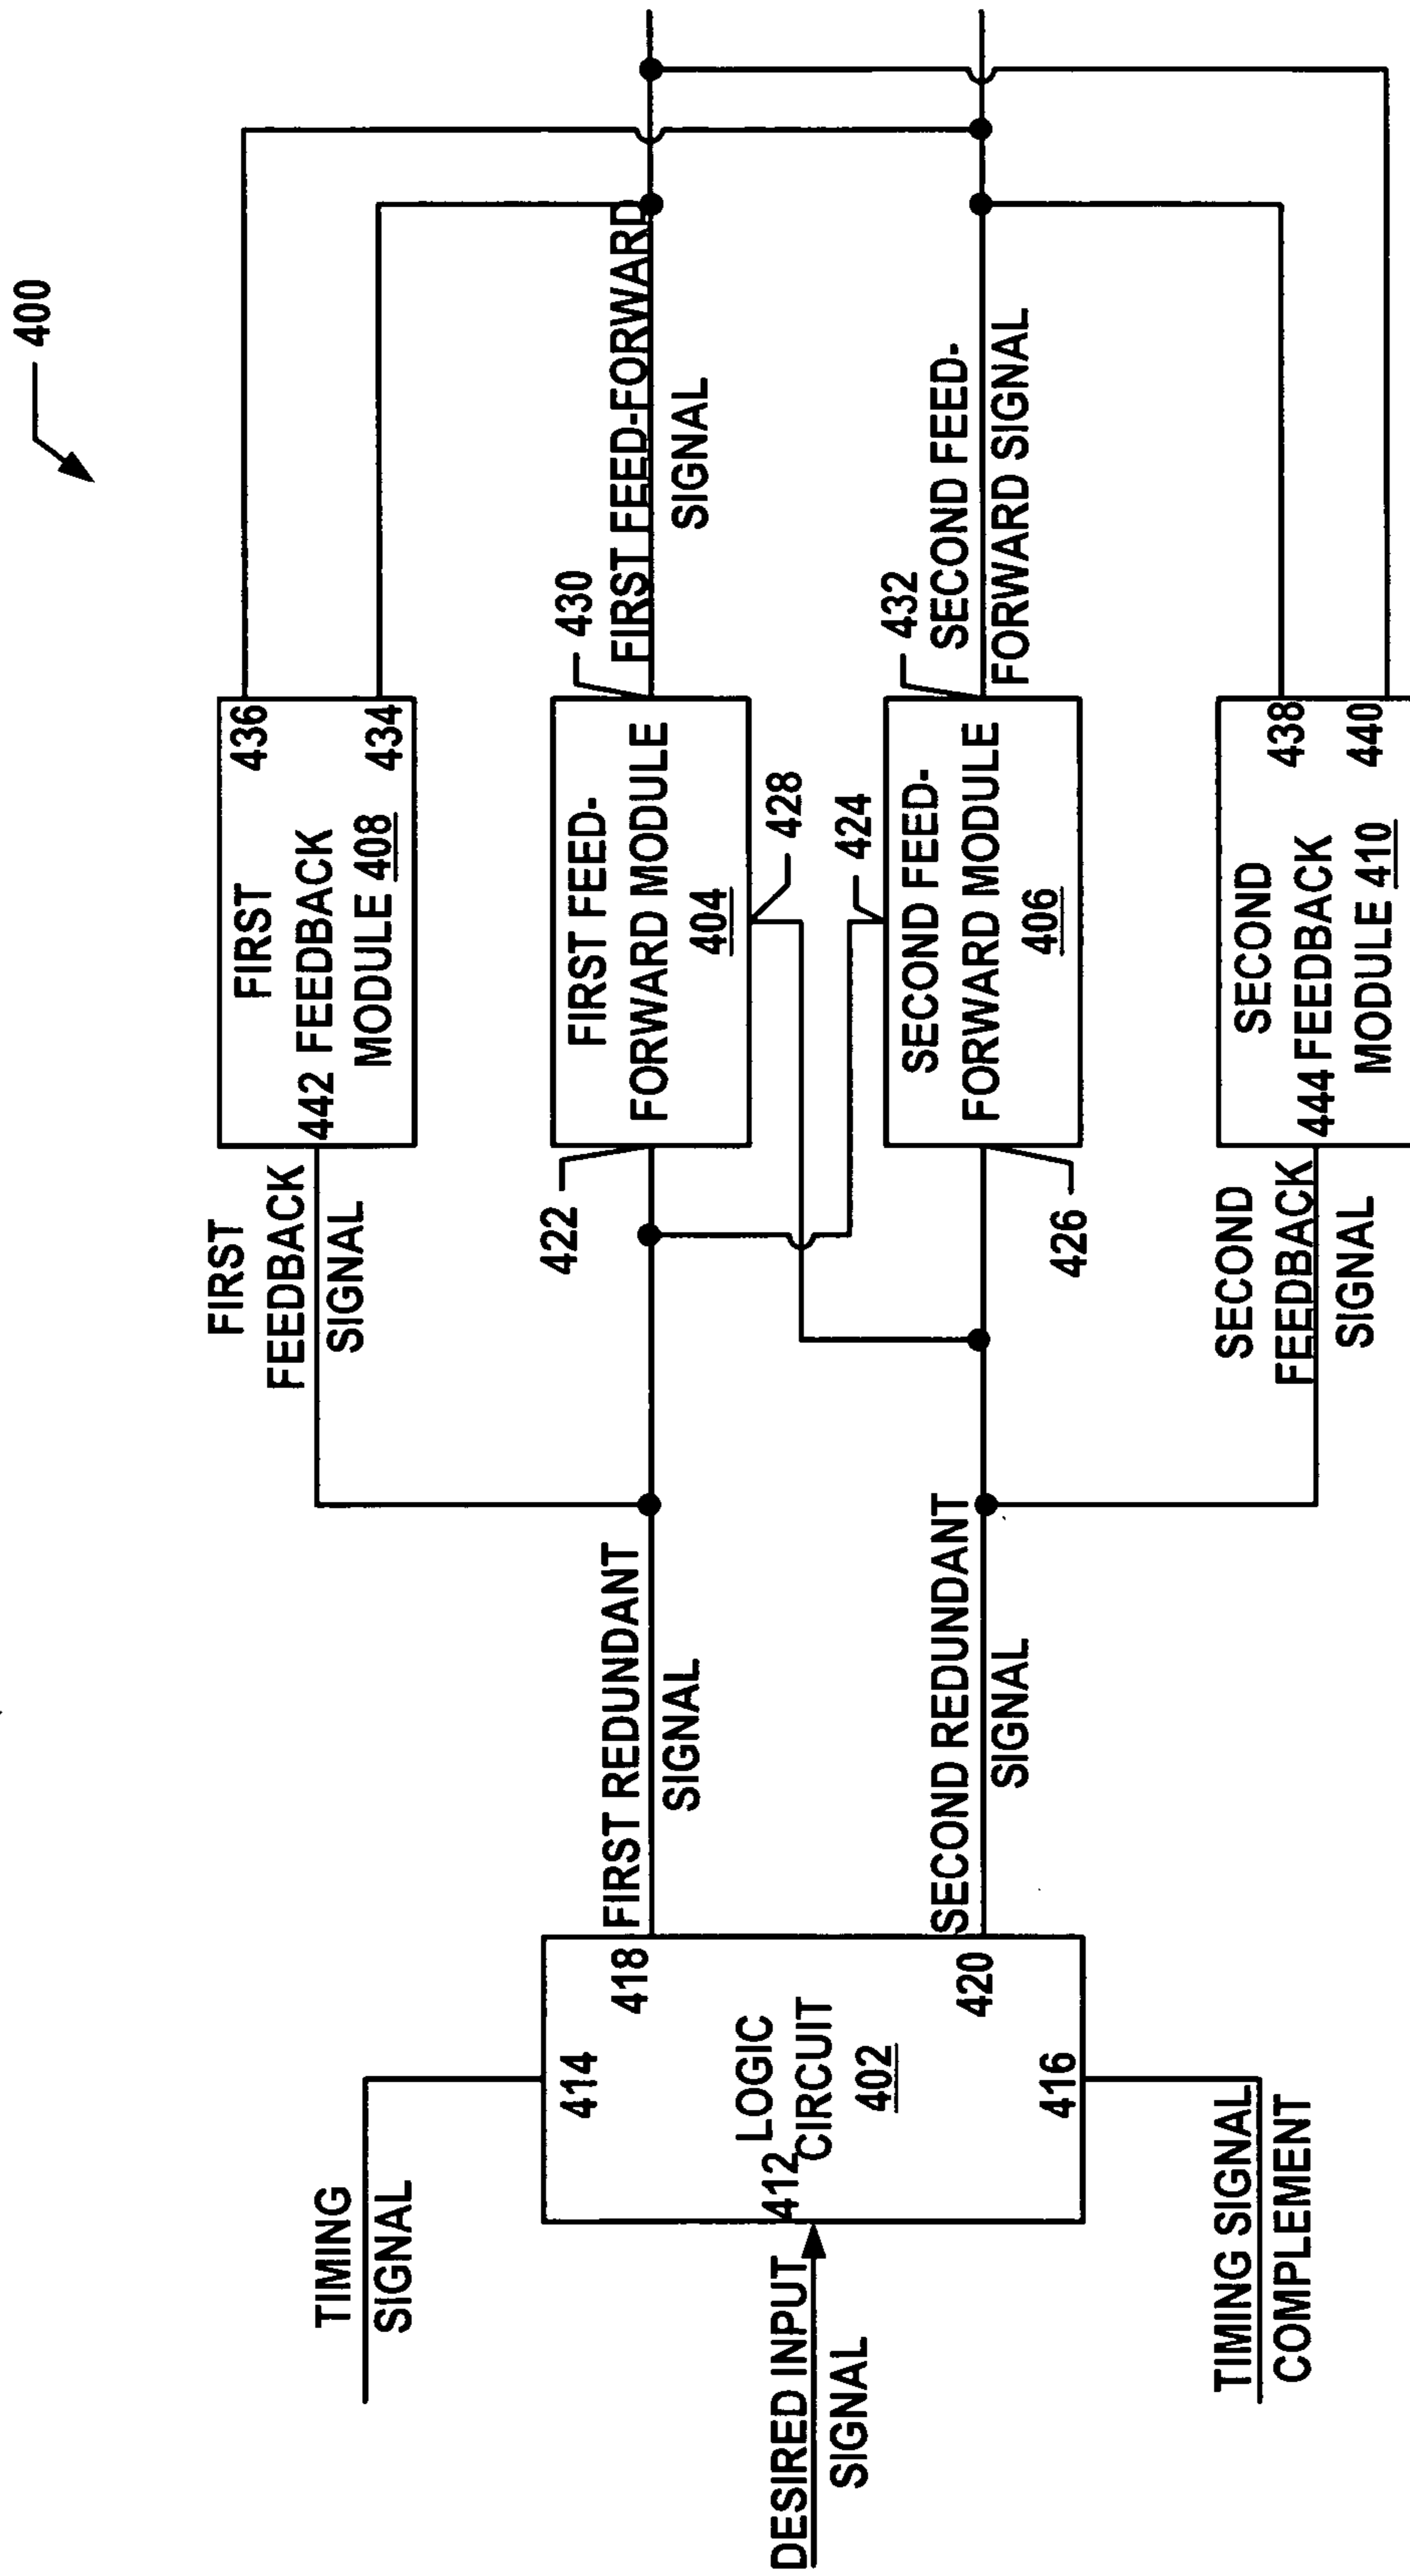 400
TIMING
SIGNAL
DESIRED INPUT
SIGNAL
TIMING SIGNAL
COMPLEMENT
414
418
412 LOGIC
CIRCUIT
402
416
420
FIRST REDUNDANT
SIGNAL
SECOND REDUNDANT
SIGNAL
FIRST
FEEDBACK
SIGNAL
FIRST
442 FEEDBACK
MODULE 408
436
434
422
FIRST FEED-
FORWARD MODULE
404
430
428
FIRST FEED-FORWARD
SIGNAL
424
426
SECOND FEED-
FORWARD MODULE
406
432
SECOND FEED-
FORWARD SIGNAL
SECOND
FEEDBACK
SIGNAL
SECOND
444 FEEDBACK
MODULE 410
438
440